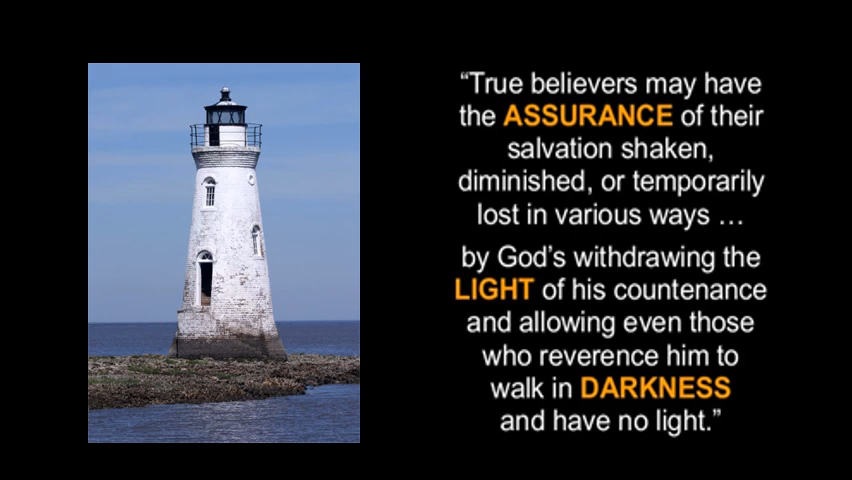 “True believers may have
the ASSURANCE of their
salvation shaken,
diminished, or temporarily
lost in various ways …
by God’s withdrawing the
LIGHT of his countenance
and allowing even those
who reverence him to
walk in DARKNESS
and have no light.”